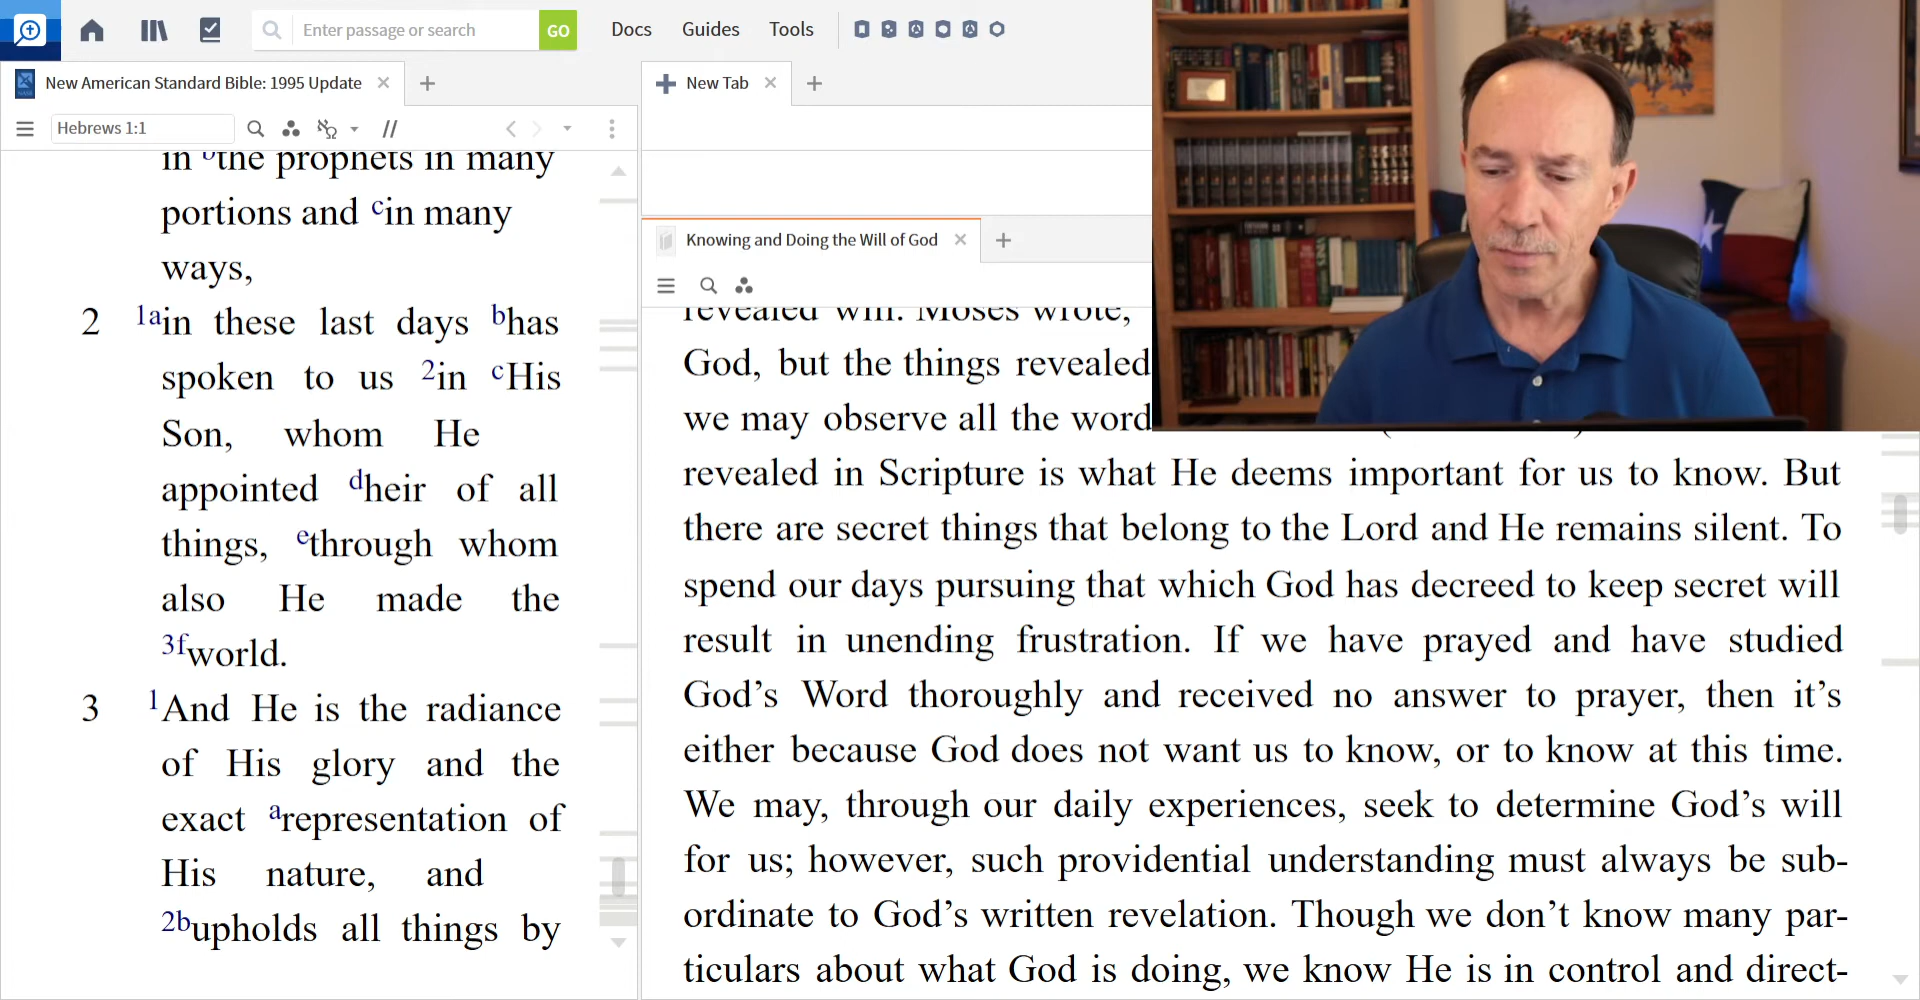 Enter passage or search
GO
Docs
Guides
Tools
New American Standard Bible: 1995 Update
Hebrews 1:1
in bthe prophets in many
portions and cin many
ways,
2 1ain these last days bhas
spoken to us 2in cHis
Son, whom He
appointed dheir of all
things, ethrough whom
also He made the
3fworld.
3 1And He is the radiance
of His glory and the
exact arepresentation of
His nature, and
2bupholds all things by
New Tab
Knowing and Doing the Will of God
revealed will. Moses wrote,
God, but the things revealed
we may observe all the word
revealed in Scripture is what He deems important for us to know. But
there are secret things that belong to the Lord and He remains silent. To
spend our days pursuing that which God has decreed to keep secret will
result in unending frustration. If we have prayed and have studied
God's Word thoroughly and received no answer to prayer, then it's
either because God does not want us to know, or to know at this time.
We may, through our daily experiences, seek to determine God's will
for us; however, such providential understanding must always be sub-
ordinate to God's written revelation. Though we don't know many par-
ticulars about what God is doing, we know He is in control and direct-